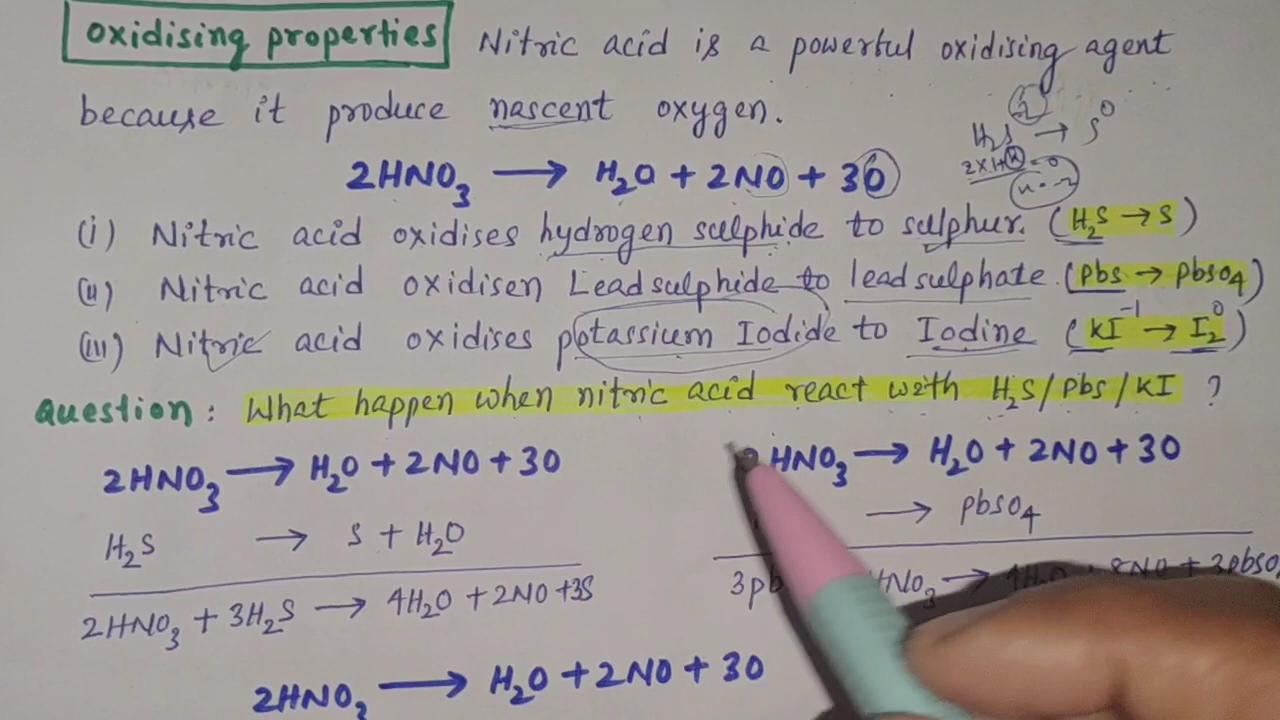 oxidising properties Nitric acid is a powerful oxidising agent
because it produce nascent oxygen.
H₂S → S⁰
2HNO₃ → H₂O + 2NO + 3O
(i) Nitric acid oxidises hydrogen sulphide to sulphur. (H₂S → S)
(ii) Nitric acid oxidisen Leadsulphide to leadsulphate. (pbs → pbso₄)
(iii) Nitric acid oxidises potassium Iodide to Iodine (kI⁻¹ → I₂⁰)
Question: What happen when nitric acid react with H₂S/pbs/kI ?
2HNO₃ → H₂O + 2NO + 3O
HNO₃ → H₂O + 2NO + 3O
H₂S → S + H₂O
→ pbso₄
2HNO₃ + 3H₂S → 4H₂O + 2NO + 3S
3pb HNO₃ → 4H₂O + 2NO + 3pbso
2HNO₃ → H₂O + 2NO + 3O